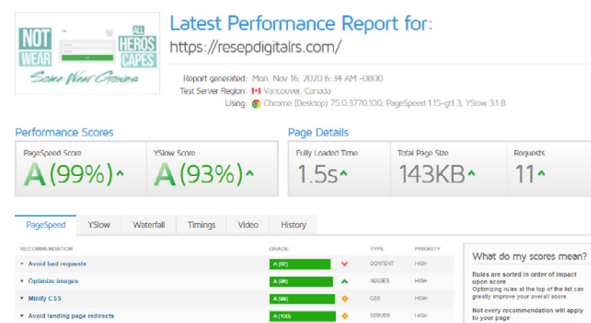 NOT
WEAR
ALL
HEROS
CAPES
Some Wear Gowns
Latest Performance Report for:
https://resepdigitalrs.com/
Report generated: Mon, Nov 16, 2020 6:34 AM -0800
Test Server Region: Vancouver, Canada
Using: Chrome (Desktop) 75.0.3770.100, PageSpeed 1.15-gt1.3, YSlow 3.1.8
Performance Scores
Page Details
PageSpeed Score
YSlow Score
Fully Loaded Time
Total Page Size
Requests
A (99%)
A (93%)
1.5s
143KB
11
PageSpeed YSlow Waterfall Timings Video History
RECOMMENDATION GRADE TYPE PRIORITY
Avoid bad requests A (92) CONTENT HIGH
Optimize images IMAGES HIGH
Minify CSS CSS HIGH
Avoid landing page redirects A (100) SERVER HIGH
What do my scores mean?
Rules are sorted in order of impact
upon score
Optimizing rules at the top of the list can
greatly improve your overall score.
Not every recommendation will apply
to your page